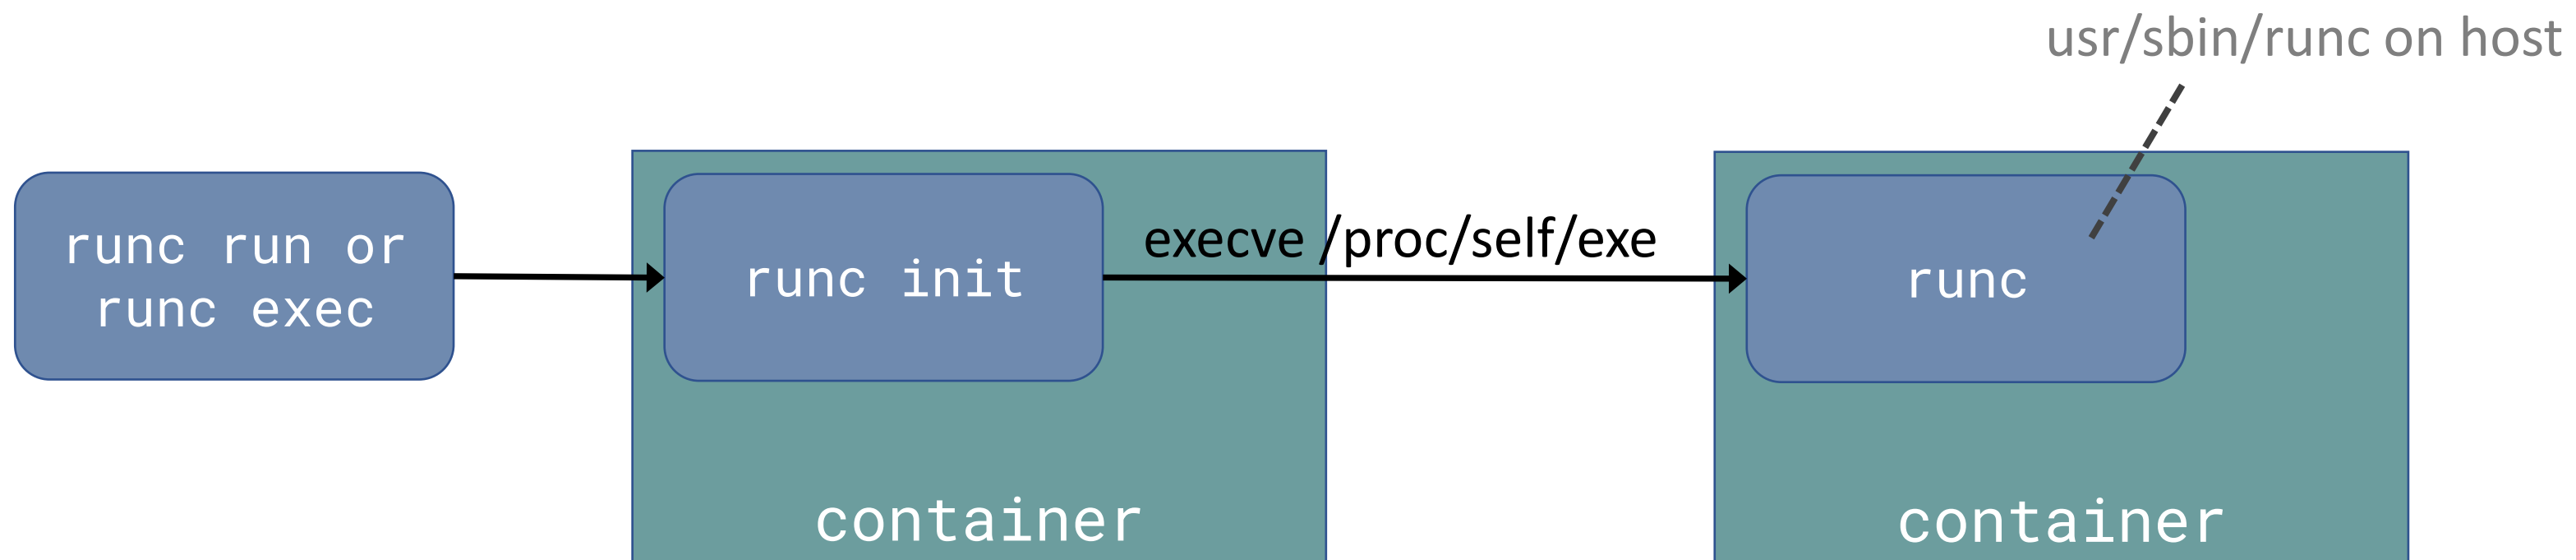 usr/sbin/runc on host
runc run or
runc exec
runc init
execve /proc/self/exe
runc
container
container